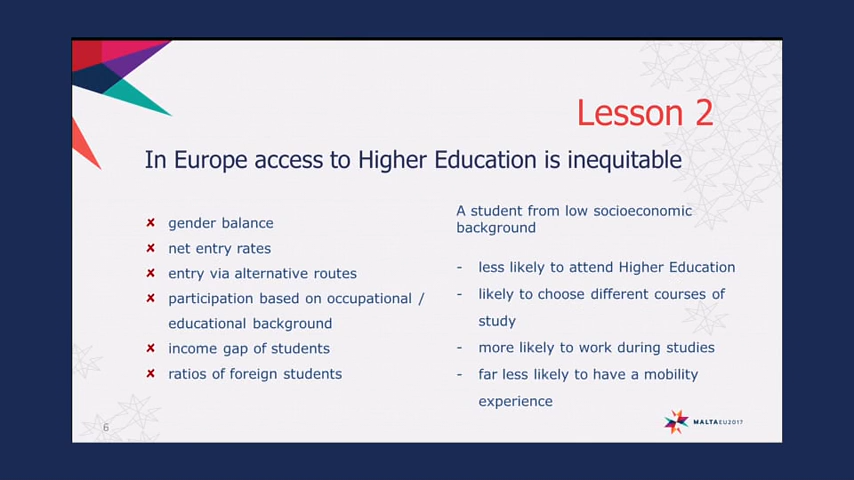 Lesson 2
In Europe access to Higher Education is inequitable
✘ gender balance
✘ net entry rates
✘ entry via alternative routes
✘ participation based on occupational /
educational background
✘ income gap of students
✘ ratios of foreign students
A student from low socioeconomic
background
- less likely to attend Higher Education
- likely to choose different courses of
study
- more likely to work during studies
- far less likely to have a mobility
experience
6
MALTAEU2017